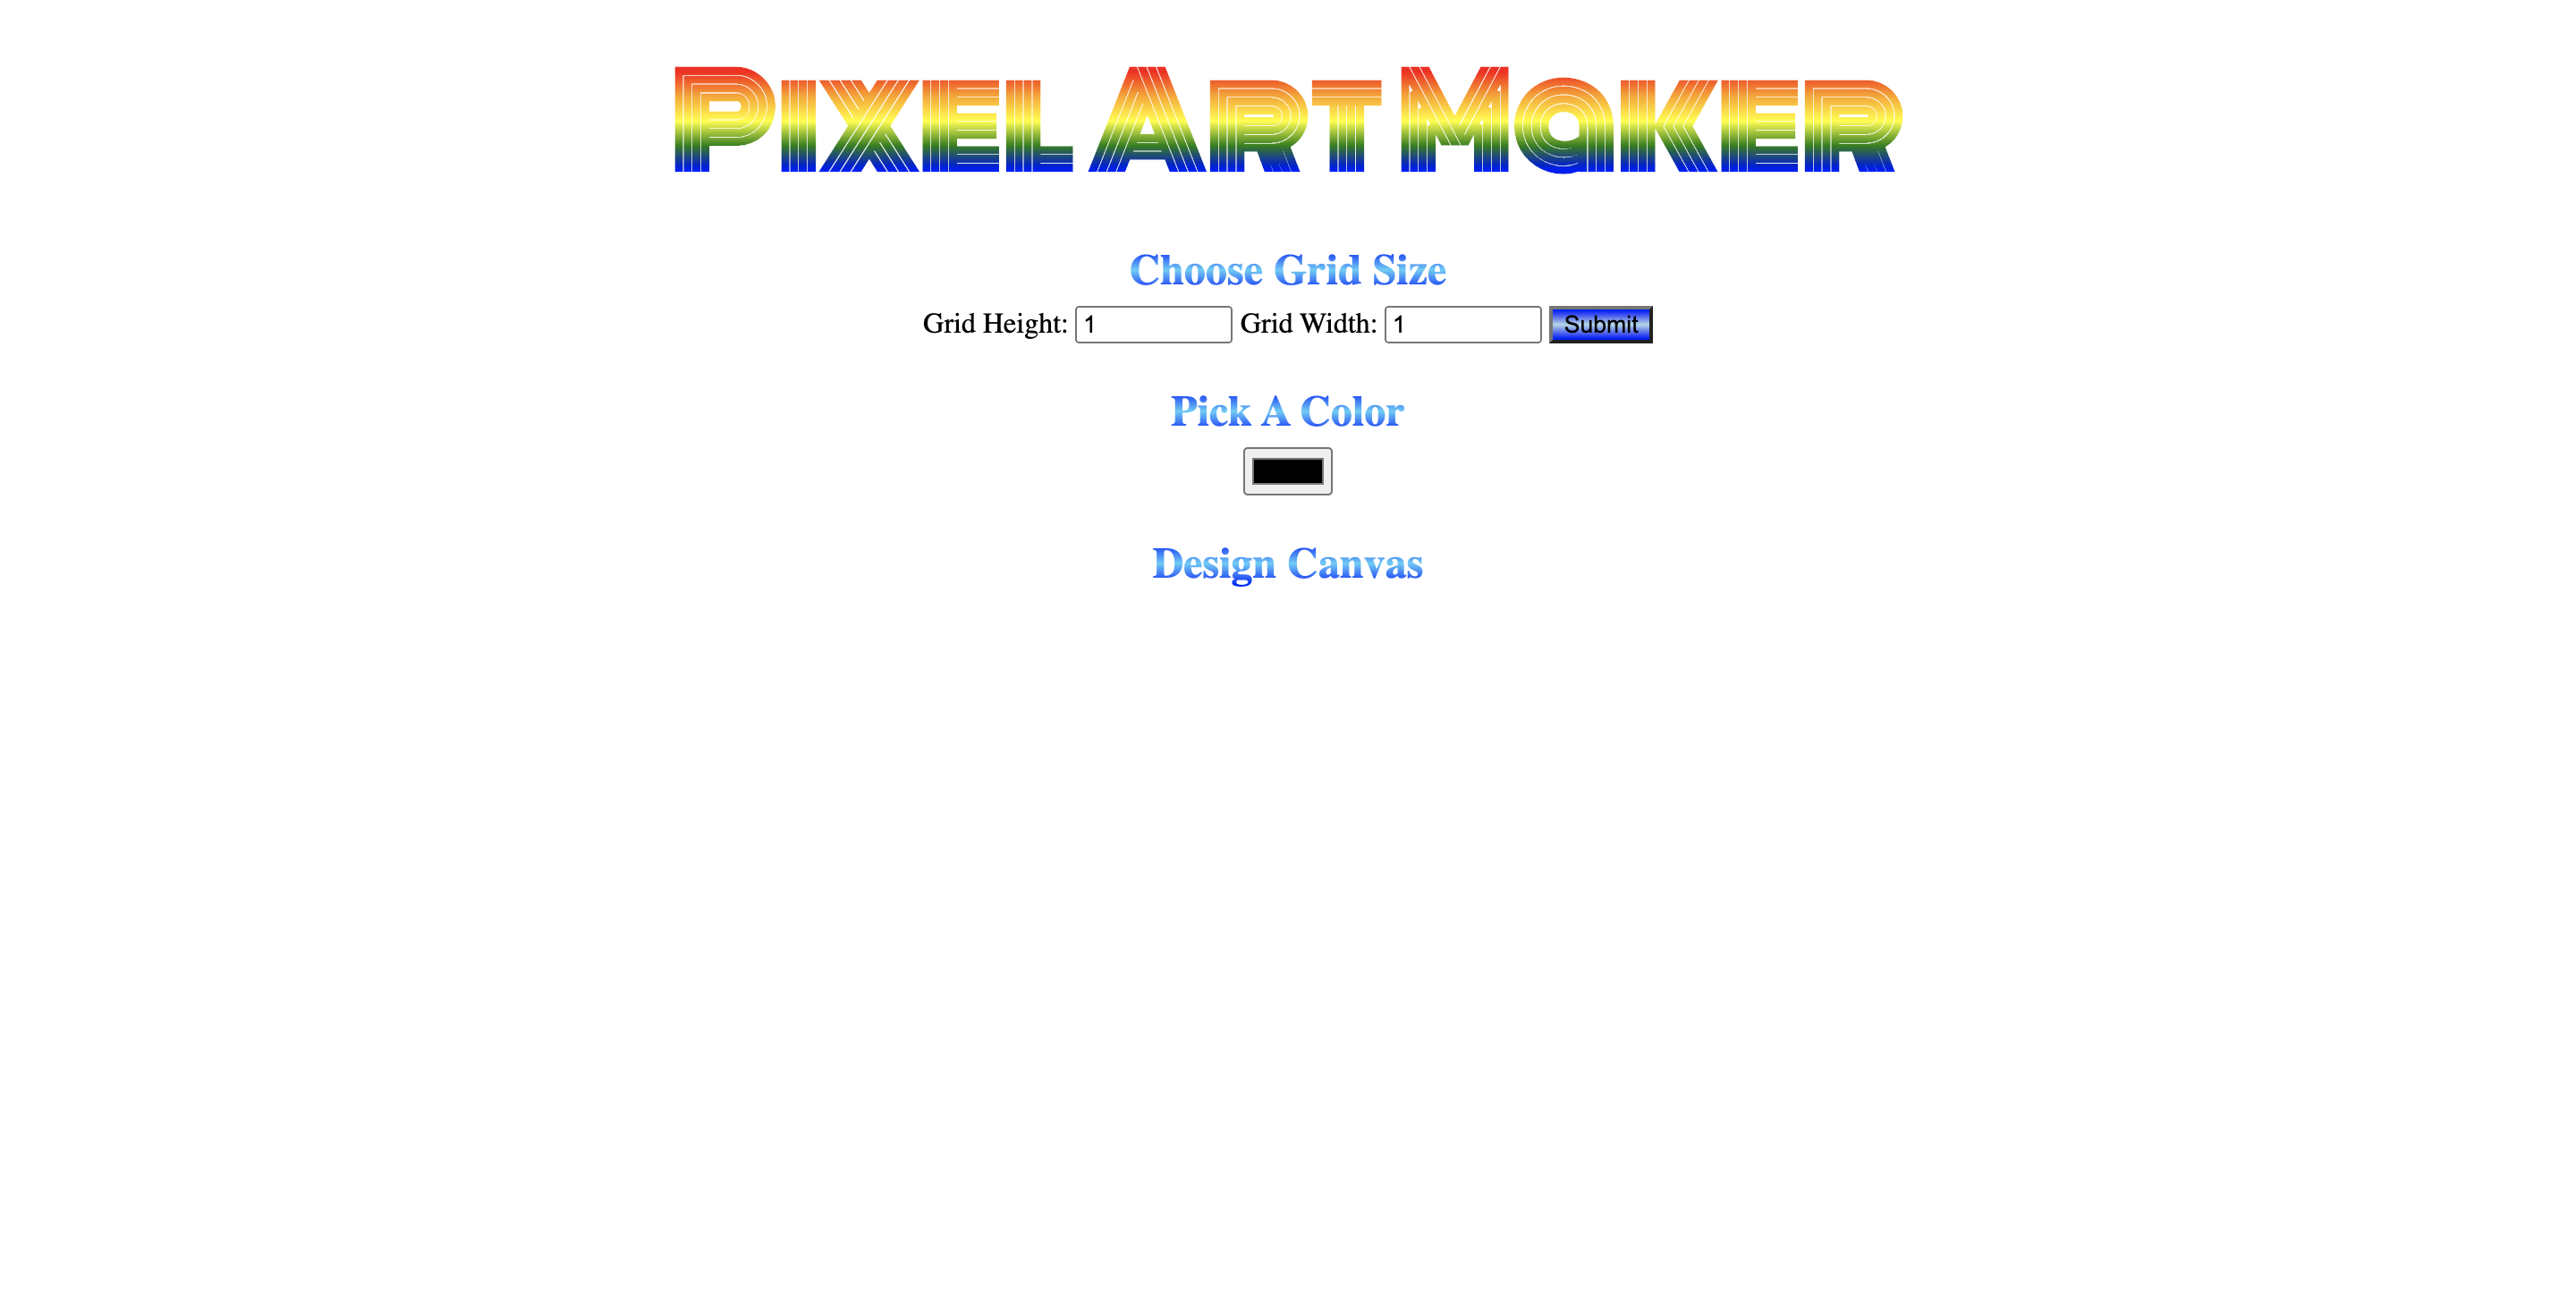 Pixel Art Maker
Choose Grid Size
Grid Height: 1 Grid Width: 1 Submit
Pick A Color
Design Canvas